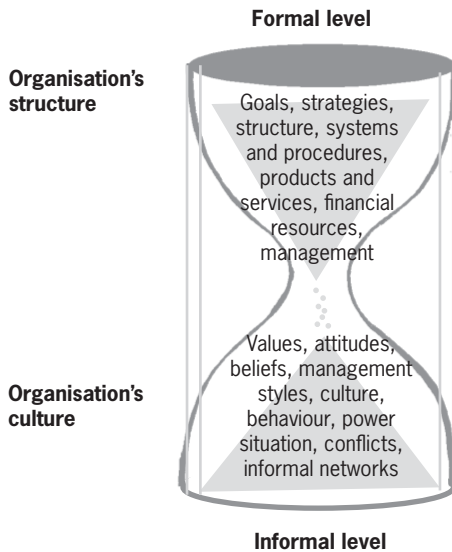 Formal level
Organisation's
structure
Goals, strategies,
structure, systems
and procedures,
products and
services, financial
resources,
management
Values, attitudes,
beliefs, management
styles, culture,
behaviour, power
situation, conflicts,
informal networks
Organisation's
culture
Informal level